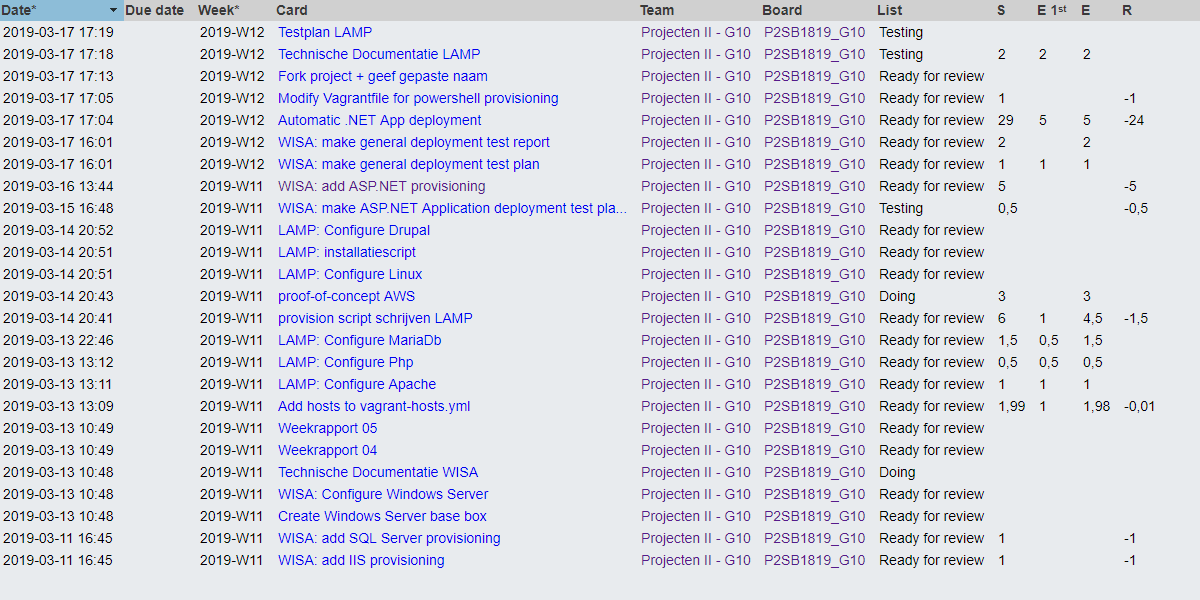 Date* Due date Week* Card Team Board List S E 1st E R
2019-03-17 17:19 2019-W12 Testplan LAMP Projecten II - G10 P2SB1819_G10 Testing
2019-03-17 17:18 2019-W12 Technische Documentatie LAMP Projecten II - G10 P2SB1819_G10 Testing 2 2 2
2019-03-17 17:13 2019-W12 Fork project + geef gepaste naam Projecten II - G10 P2SB1819_G10 Ready for review
2019-03-17 17:05 2019-W12 Modify Vagrantfile for powershell provisioning Projecten II - G10 P2SB1819_G10 Ready for review 1 -1
2019-03-17 17:04 2019-W12 Automatic .NET App deployment Projecten II - G10 P2SB1819_G10 Ready for review 29 5 5 -24
2019-03-17 16:01 2019-W12 WISA: make general deployment test report Projecten II - G10 P2SB1819_G10 Ready for review 2 2
2019-03-17 16:01 2019-W12 WISA: make general deployment test plan Projecten II - G10 P2SB1819_G10 Ready for review 1 1 1
2019-03-16 13:44 2019-W11 WISA: add ASP.NET provisioning Projecten II - G10 P2SB1819_G10 Ready for review 5 -5
2019-03-15 16:48 2019-W11 WISA: make ASP.NET Application deployment test pla... Projecten II - G10 P2SB1819_G10 Testing 0,5 -0,5
2019-03-14 20:52 2019-W11 LAMP: Configure Drupal Projecten II - G10 P2SB1819_G10 Ready for review
2019-03-14 20:51 2019-W11 LAMP: installatiescript Projecten II - G10 P2SB1819_G10 Ready for review
2019-03-14 20:51 2019-W11 LAMP: Configure Linux Projecten II - G10 P2SB1819_G10 Ready for review
2019-03-14 20:43 2019-W11 proof-of-concept AWS Projecten II - G10 P2SB1819_G10 Doing 3 3
2019-03-14 20:41 2019-W11 provision script schrijven LAMP Projecten II - G10 P2SB1819_G10 Ready for review 6 1 4,5 -1,5
2019-03-13 22:46 2019-W11 LAMP: Configure MariaDb Projecten II - G10 P2SB1819_G10 Ready for review 1,5 0,5 1,5
2019-03-13 13:12 2019-W11 LAMP: Configure Php Projecten II - G10 P2SB1819_G10 Ready for review 0,5 0,5 0,5
2019-03-13 13:11 2019-W11 LAMP: Configure Apache Projecten II - G10 P2SB1819_G10 Ready for review 1 1 1
2019-03-13 13:09 2019-W11 Add hosts to vagrant-hosts.yml Projecten II - G10 P2SB1819_G10 Ready for review 1,99 1 1,98 -0,01
2019-03-13 10:49 2019-W11 Weekrapport 05 Projecten II - G10 P2SB1819_G10 Ready for review
2019-03-13 10:49 2019-W11 Weekrapport 04 Projecten II - G10 P2SB1819_G10 Ready for review
2019-03-13 10:48 2019-W11 Technische Documentatie WISA Projecten II - G10 P2SB1819_G10 Doing
2019-03-13 10:48 2019-W11 WISA: Configure Windows Server Projecten II - G10 P2SB1819_G10 Ready for review
2019-03-13 10:48 2019-W11 Create Windows Server base box Projecten II - G10 P2SB1819_G10 Ready for review
2019-03-11 16:45 2019-W11 WISA: add SQL Server provisioning Projecten II - G10 P2SB1819_G10 Ready for review 1 -1
2019-03-11 16:45 2019-W11 WISA: add IIS provisioning Projecten II - G10 P2SB1819_G10 Ready for review 1 -1